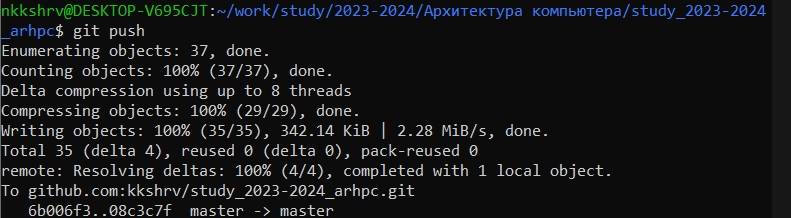 nkkshrv@DESKTOP-V695CJT:~/work/study/2023-2024/Архитектура компьютера/study_2023-2024
_arhpc$ git push
Enumerating objects: 37, done.
Counting objects: 100% (37/37), done.
Delta compression using up to 8 threads
Compressing objects: 100% (29/29), done.
Writing objects: 100% (35/35), 342.14 KiB | 2.28 MiB/s, done.
Total 35 (delta 4), reused 0 (delta 0), pack-reused 0
remote: Resolving deltas: 100% (4/4), completed with 1 local object.
To github.com:kkshrv/study_2023-2024_arhpc.git
   6b006f3..08c3c7f  master -> master